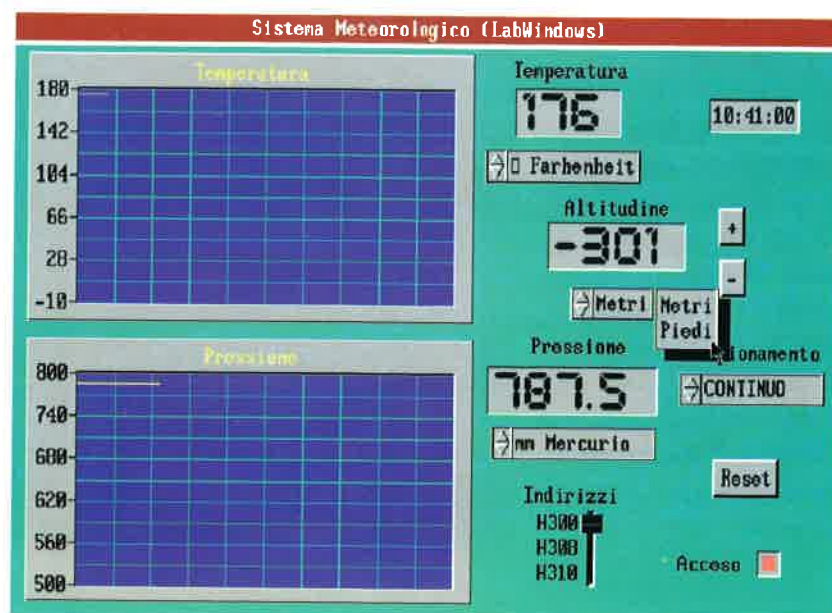 Sistema Meteorologico (LabWindows)
Temperatura
180
142
104
66
28
-10
Temperatura
176
10:41:00
Farhenheit
Altitudine
-301
+
-
Metri
Metri
Piedi
Pressione
800
740
680
620
560
500
Pressione
787.5
ionamento
CONTINUO
mm Mercurio
Reset
Indirizzi
H300
H308
H310
Acceso